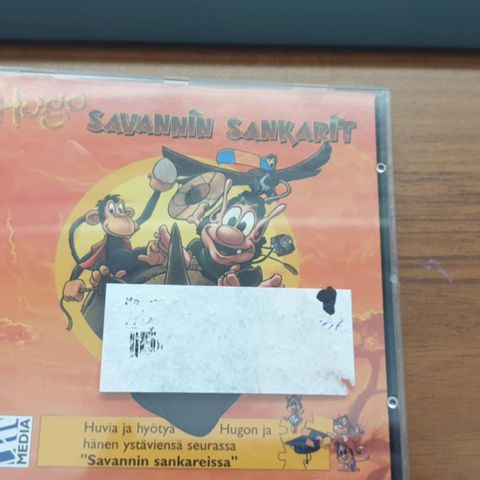 Hugo
SAVANNIN SANKARIT
Huvia ja hyötyä Hugon ja
hänen ystäviensä seurassa
"Savannin sankareissa"
MEDIA